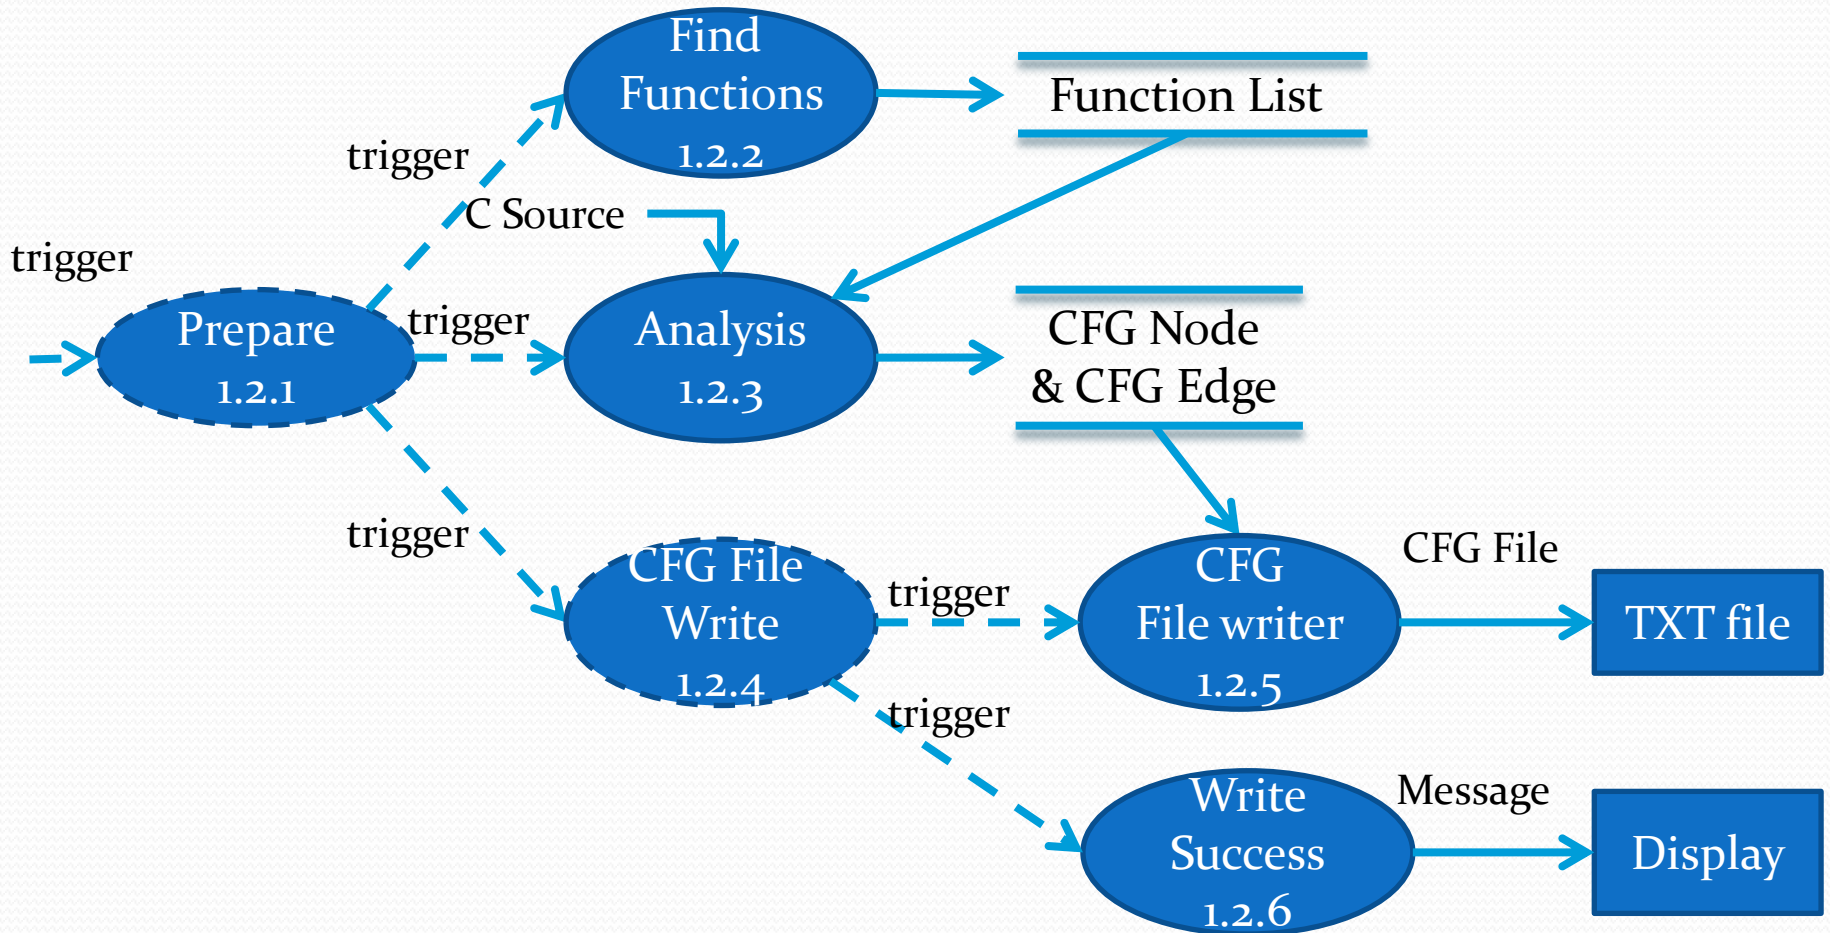 Find
Functions
1.2.2
Function List
trigger
C Source
trigger
Prepare
1.2.1
trigger
Analysis
1.2.3
CFG Node
& CFG Edge
trigger
CFG File
Write
1.2.4
trigger
CFG
File writer
1.2.5
CFG File
TXT file
trigger
Write
Success
1.2.6
Message
Display